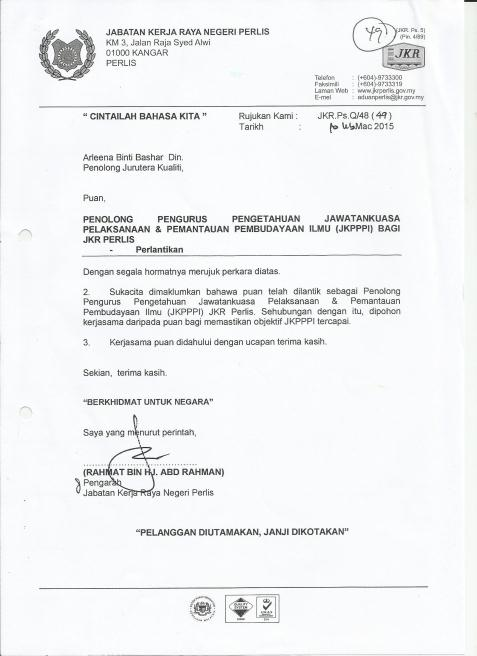 49
(JKR. Ps. 5)
(Pin. 4/89)
JABATAN KERJA RAYA NEGERI PERLIS
KM 3, Jalan Raja Syed Alwi
01000 KANGAR
PERLIS
JKR
Telefon : (+604)-9733300
Faksimili : (+604)-9733319
Laman Web : www.jkrperlis.gov.my
E-mel : aduanperlis@jkr.gov.my
“ CINTAILAH BAHASA KITA ”
Rujukan Kami : JKR.Ps.Q/48 ( 49 )
Tarikh : Mac 2015
Arleena Binti Bashar Din.
Penolong Jurutera Kualiti,
Puan,
PENOLONG PENGURUS PENGETAHUAN JAWATANKUASA
PELAKSANAAN & PEMANTAUAN PEMBUDAYAAN ILMU (JKPPPI) BAGI
JKR PERLIS
- Perlantikan
Dengan segala hormatnya merujuk perkara diatas.
2. Sukacita dimaklumkan bahawa puan telah dilantik sebagai Penolong
Pengurus Pengetahuan Jawatankuasa Pelaksanaan & Pemantauan
Pembudayaan Ilmu (JKPPPI) JKR Perlis. Sehubungan dengan itu, dipohon
kerjasama daripada puan bagi memastikan objektif JKPPPI tercapai.
3. Kerjasama puan didahului dengan ucapan terima kasih.
Sekian, terima kasih.
“BERKHIDMAT UNTUK NEGARA”
Saya yang menurut perintah,
(RAHMAT BIN HJ. ABD RAHMAN)
Pengarah
Jabatan Kerja Raya Negeri Perlis
“PELANGGAN DIUTAMAKAN, JANJI DIKOTAKAN”